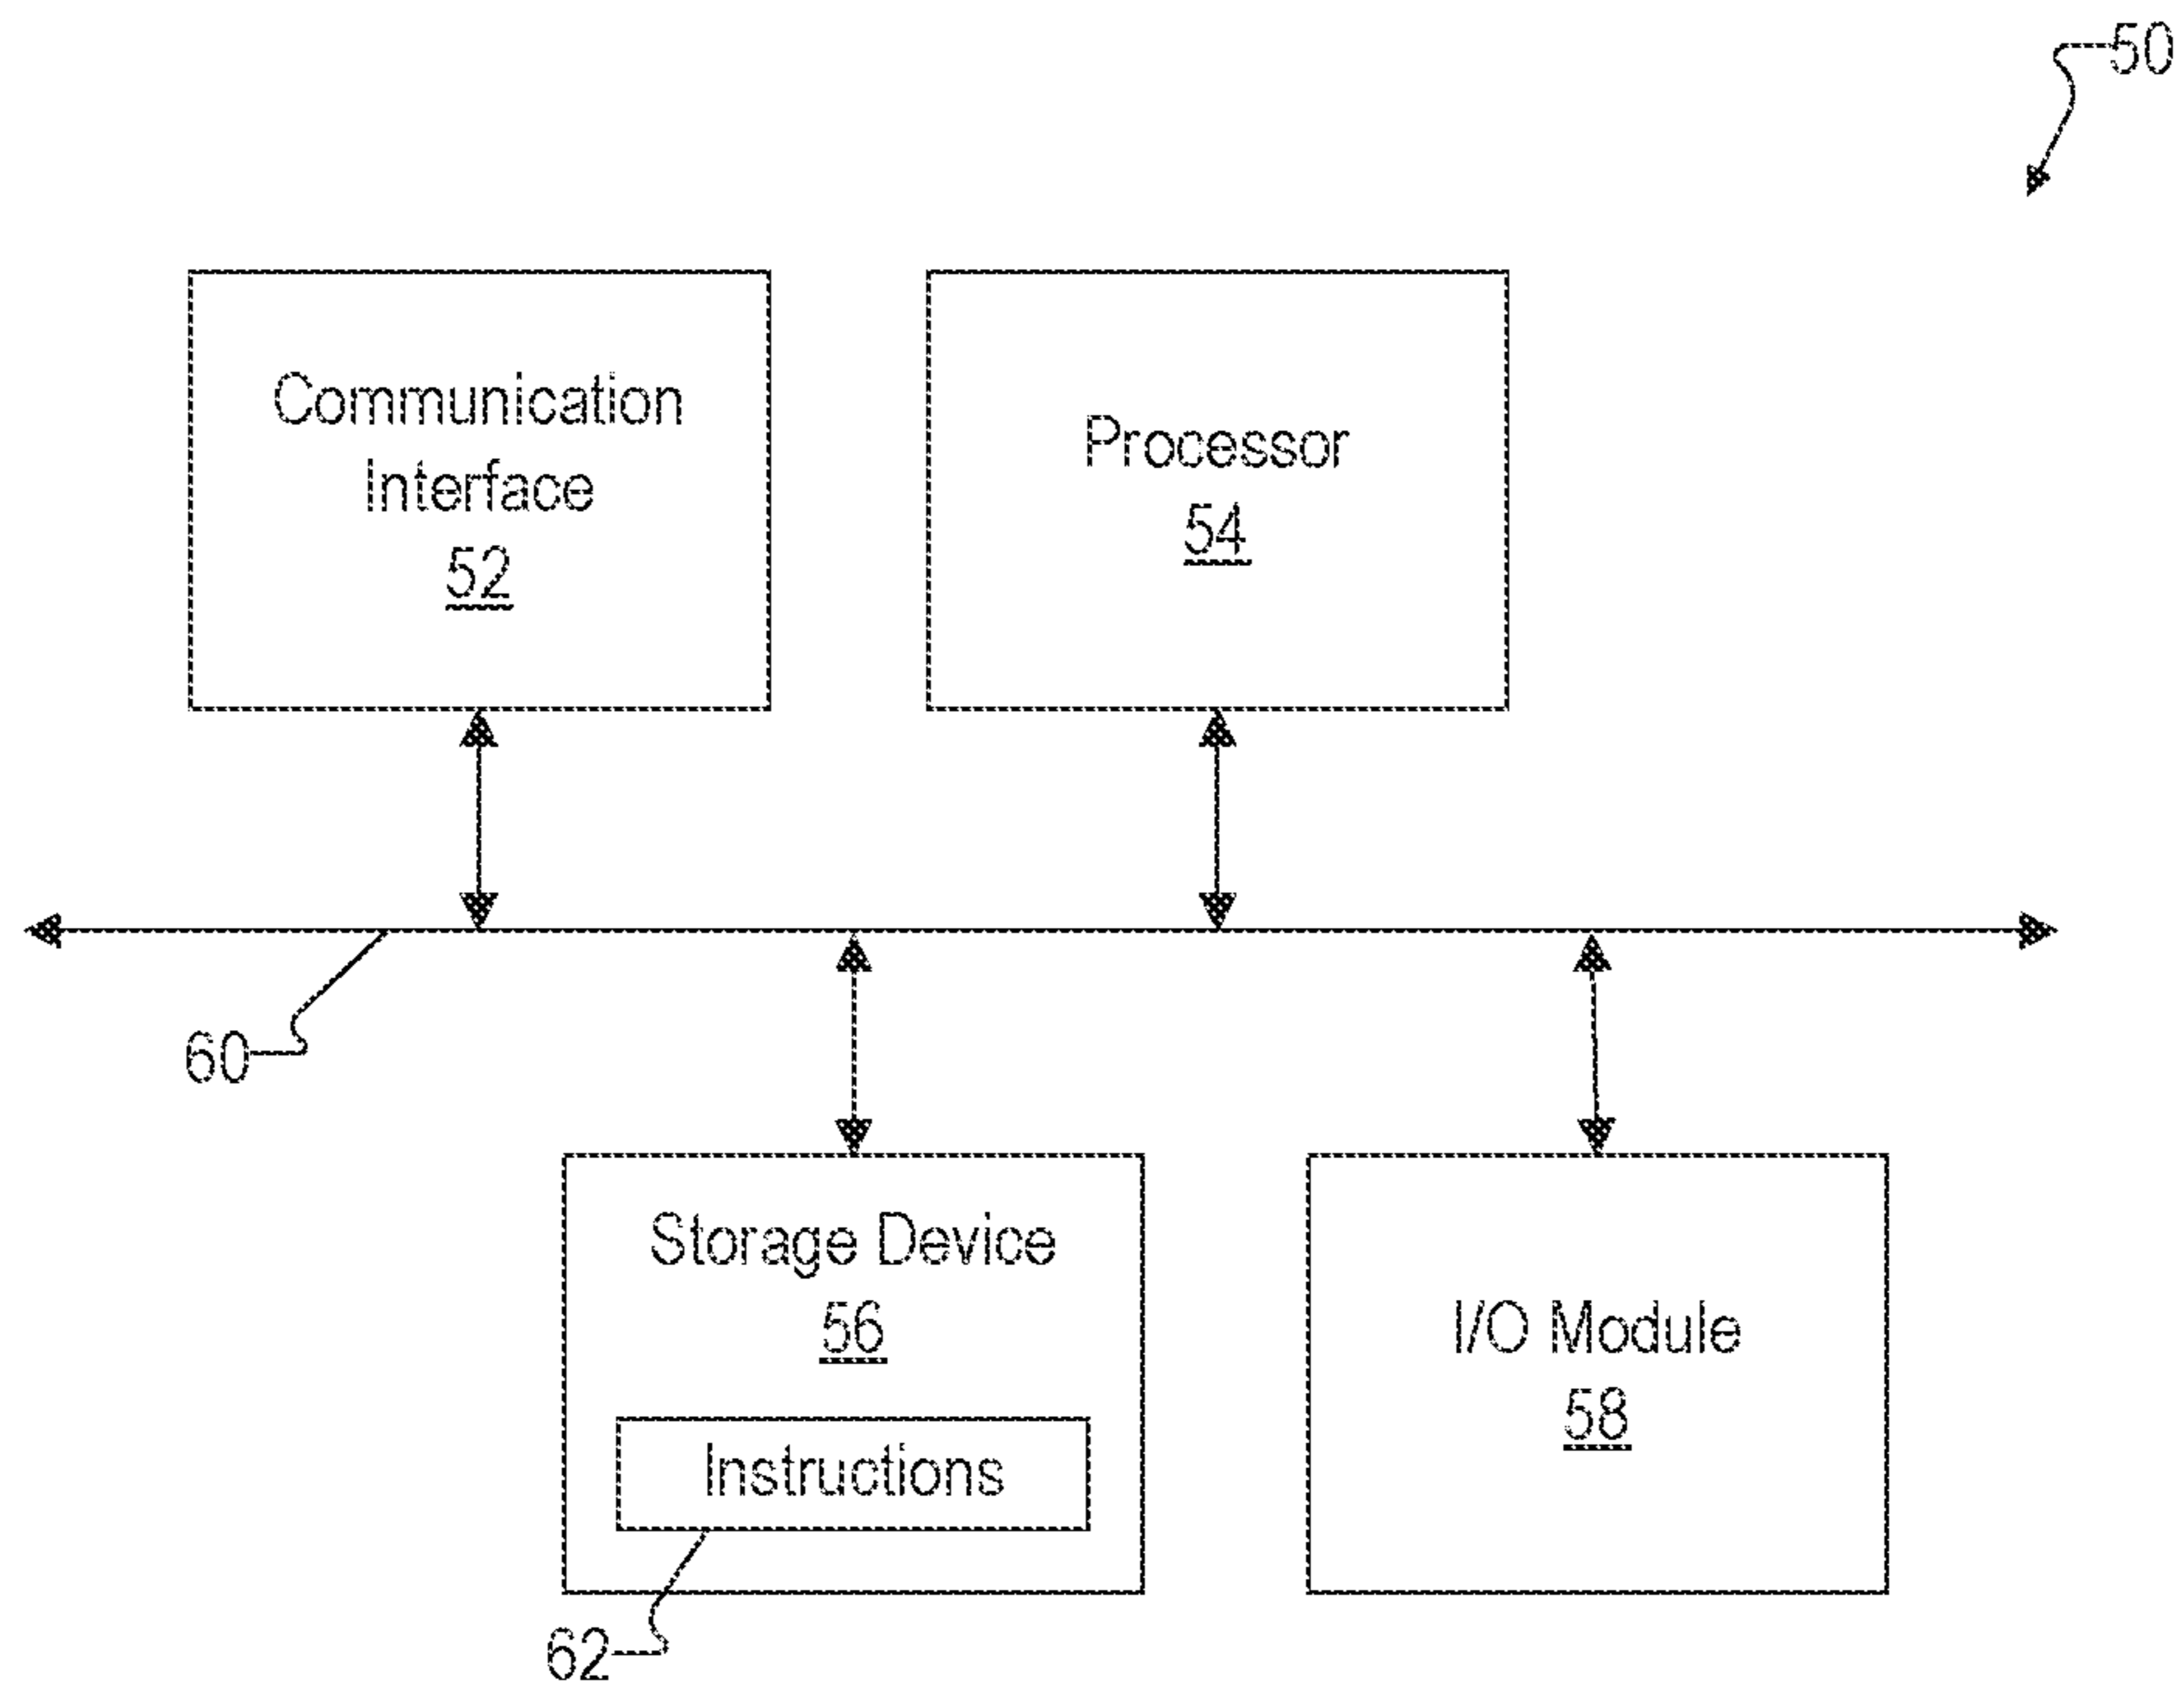 50
Communication
Interface
52
Processor
54
60
Storage Device
56
Instructions
62
I/O Module
58